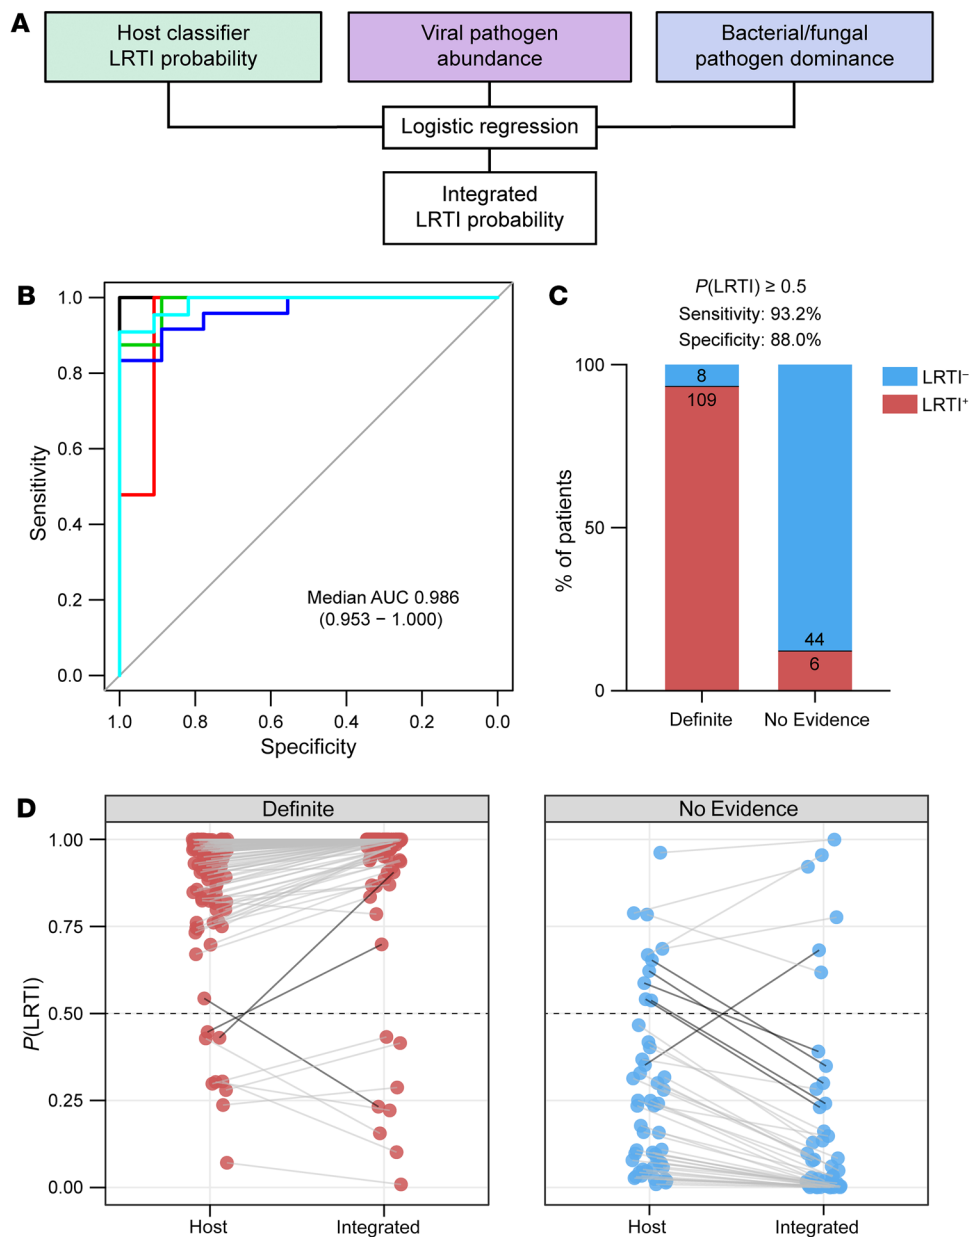 A
Host classifier
LRTI probability
Viral pathogen
abundance
Bacterial/fungal
pathogen dominance
Logistic regression
Integrated
LRTI probability
B
Sensitivity
1.0
0.8
0.6
0.4
0.2
0.0
Median AUC 0.986
(0.953 – 1.000)
1.0 0.8 0.6 0.4 0.2 0.0
Specificity
C
P(LRTI) ≥ 0.5
Sensitivity: 93.2%
Specificity: 88.0%
% of patients
100
50
0
8
109
44
6
Definite No Evidence
LRTI–
LRTI+
D
Definite
No Evidence
P(LRTI)
1.00
0.75
0.50
0.25
0.00
Host Integrated
Host Integrated